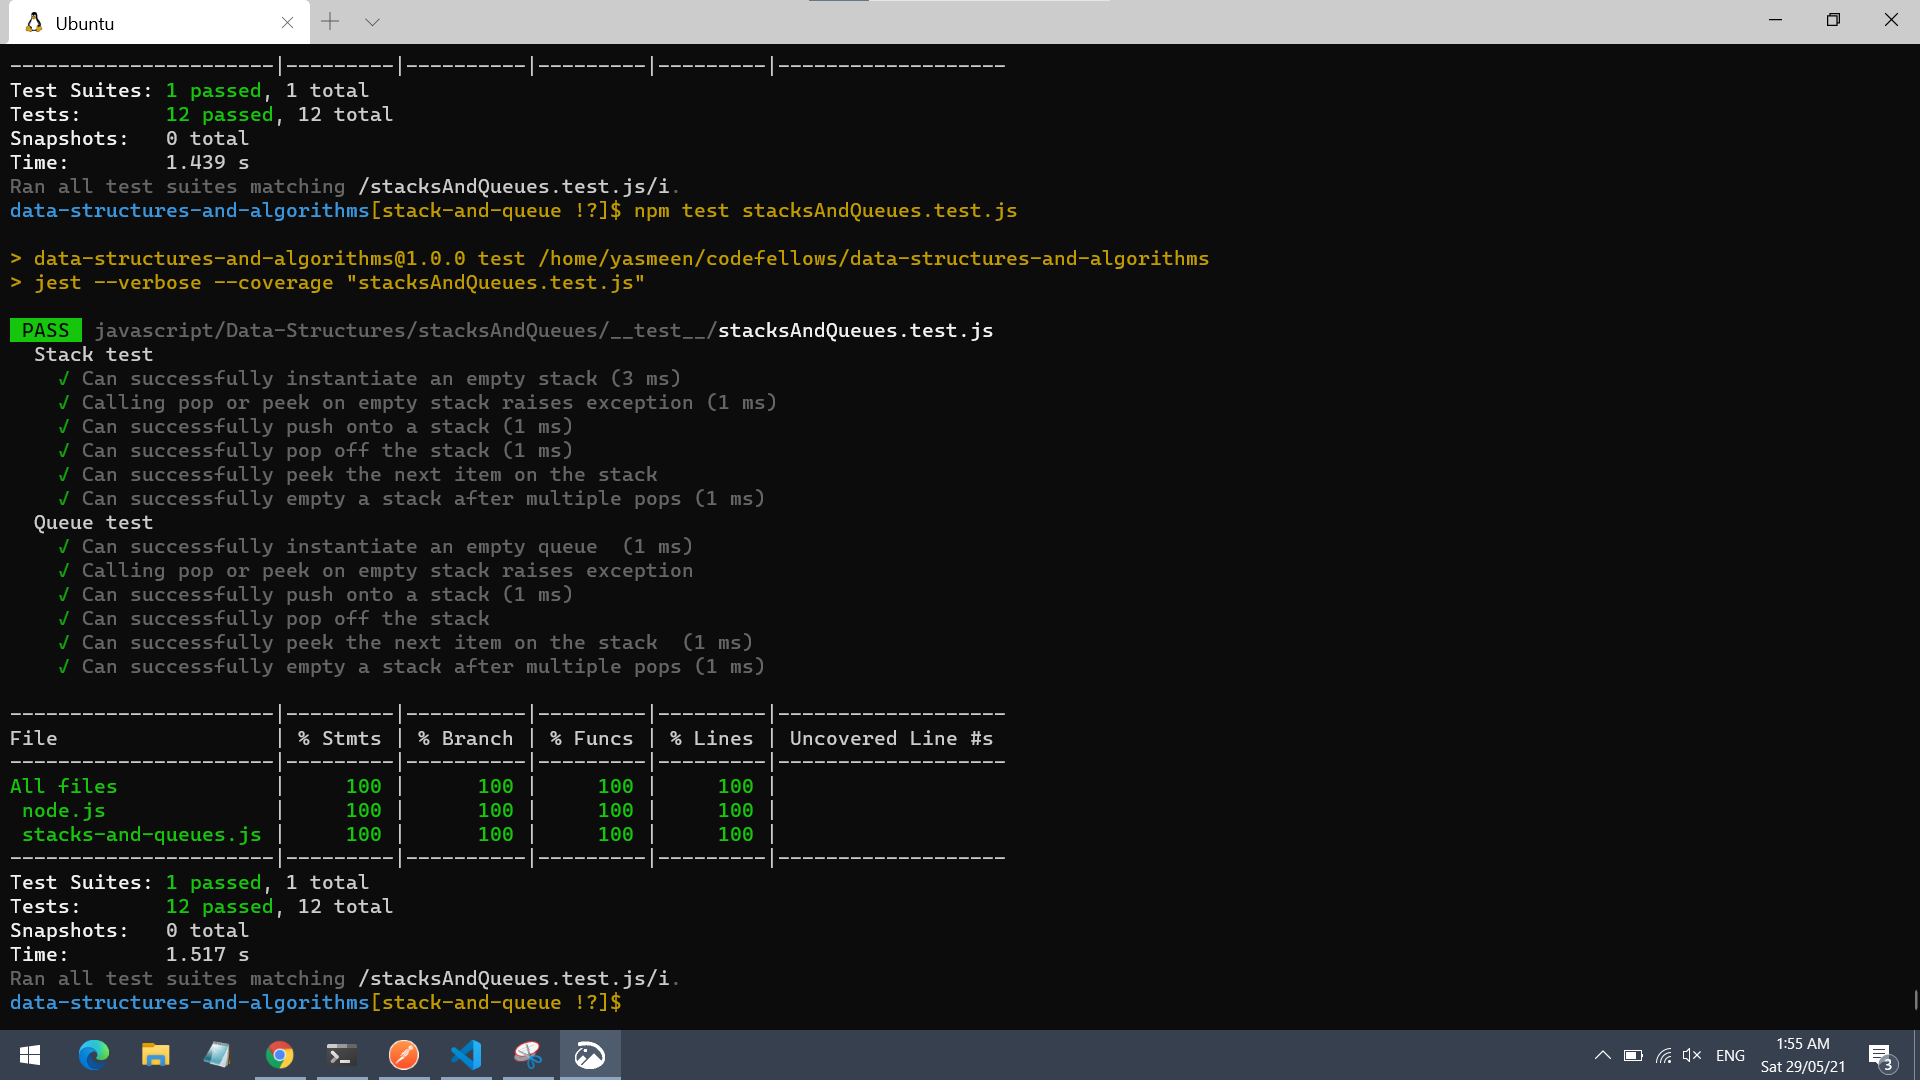 Ubuntu
----------------------|---------|----------|---------|---------|-------------------
Test Suites: 1 passed, 1 total
Tests:       12 passed, 12 total
Snapshots:   0 total
Time:        1.439 s
Ran all test suites matching /stacksAndQueues.test.js/i.
data-structures-and-algorithms[stack-and-queue !?]$ npm test stacksAndQueues.test.js
> data-structures-and-algorithms@1.0.0 test /home/yasmeen/codefellows/data-structures-and-algorithms
> jest --verbose --coverage "stacksAndQueues.test.js"
PASS javascript/Data-Structures/stacksAndQueues/__test__/stacksAndQueues.test.js
Stack test
√ Can successfully instantiate an empty stack (3 ms)
√ Calling pop or peek on empty stack raises exception (1 ms)
√ Can successfully push onto a stack (1 ms)
√ Can successfully pop off the stack (1 ms)
√ Can successfully peek the next item on the stack
√ Can successfully empty a stack after multiple pops (1 ms)
Queue test
√ Can successfully instantiate an empty queue  (1 ms)
√ Calling pop or peek on empty stack raises exception
√ Can successfully push onto a stack (1 ms)
√ Can successfully pop off the stack
√ Can successfully peek the next item on the stack  (1 ms)
√ Can successfully empty a stack after multiple pops (1 ms)
----------------------|---------|----------|---------|---------|-------------------
File                  | % Stmts | % Branch | % Funcs | % Lines | Uncovered Line #s
----------------------|---------|----------|---------|---------|-------------------
All files             |     100 |      100 |     100 |     100 |
node.js              |     100 |      100 |     100 |     100 |
stacks-and-queues.js |     100 |      100 |     100 |     100 |
----------------------|---------|----------|---------|---------|-------------------
Test Suites: 1 passed, 1 total
Tests:       12 passed, 12 total
Snapshots:   0 total
Time:        1.517 s
Ran all test suites matching /stacksAndQueues.test.js/i.
data-structures-and-algorithms[stack-and-queue !?]$
ENG
1:55 AM
Sat 29/05/21
3